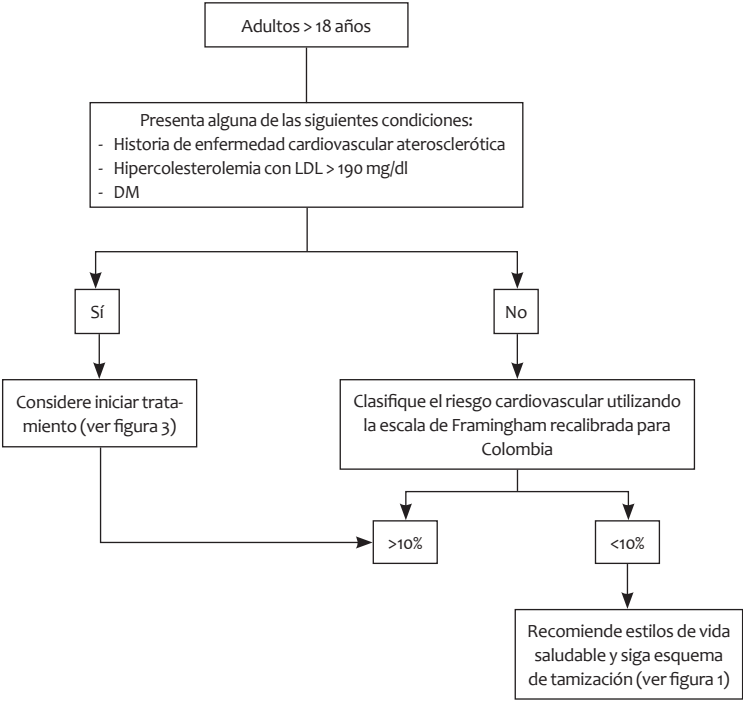 Adultos > 18 años
Presenta alguna de las siguientes condiciones:
- Historia de enfermedad cardiovascular aterosclerótica
- Hipercolesterolemia con LDL > 190 mg/dl
- DM
Sí
No
Considere iniciar trata-
miento (ver figura 3)
Clasifique el riesgo cardiovascular utilizando
la escala de Framingham recalibrada para
Colombia
>10%
<10%
Recomiende estilos de vida
saludable y siga esquema
de tamización (ver figura 1)